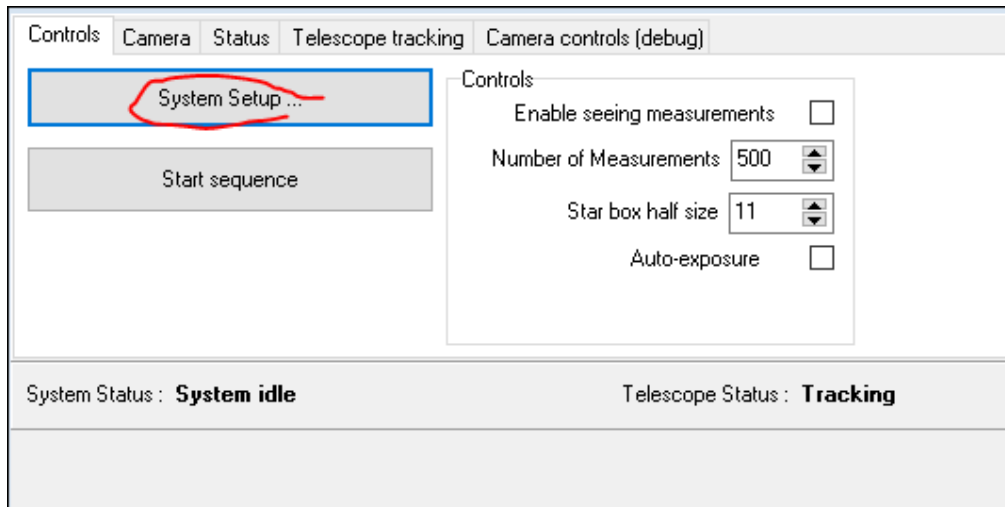 Controls Camera Status Telescope tracking Camera controls (debug)
System Setup ...
Start sequence
Controls
Enable seeing measurements
Number of Measurements 500
Star box half size 11
Auto-exposure
System Status : System idle
Telescope Status : Tracking